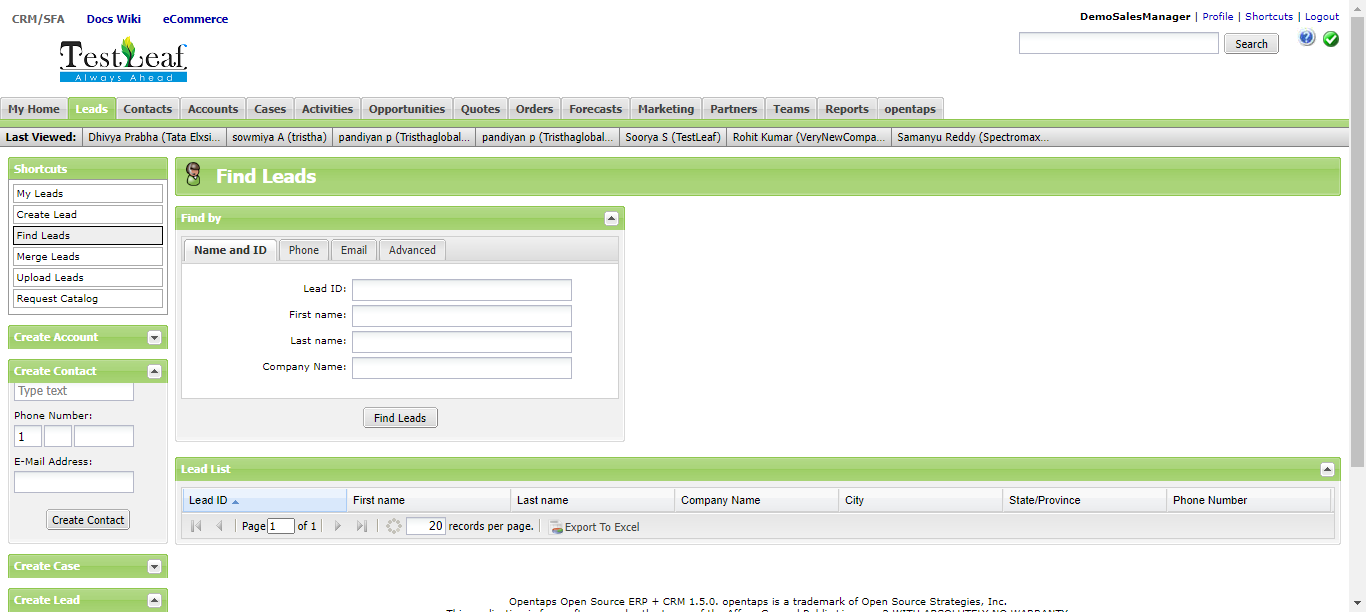 CRM/SFA Docs Wiki eCommerce
DemoSalesManager | Profile | Shortcuts | Logout
TestLeaf
Always Ahead
Search
My Home Leads Contacts Accounts Cases Activities Opportunities Quotes Orders Forecasts Marketing Partners Teams Reports opentaps
Last Viewed: Dhivya Prabha (Tata Elxsi... sowmiya A (tristha) pandiyan p (Tristhaglobal... pandiyan p (Tristhaglobal... Soorya S (TestLeaf) Rohit Kumar (VeryNewCompa... Samanyu Reddy (Spectromax...
Shortcuts
My Leads
Create Lead
Find Leads
Merge Leads
Upload Leads
Request Catalog
Create Account
Create Contact
Type text
Phone Number:
1
E-Mail Address:
Create Contact
Create Case
Create Lead
Find Leads
Find by
Name and ID Phone Email Advanced
Lead ID:
First name:
Last name:
Company Name:
Find Leads
Lead List
Lead ID First name Last name Company Name City State/Province Phone Number
Page 1 of 1 20 records per page. Export To Excel
Opentaps Open Source ERP + CRM 1.5.0. opentaps is a trademark of Open Source Strategies, Inc.